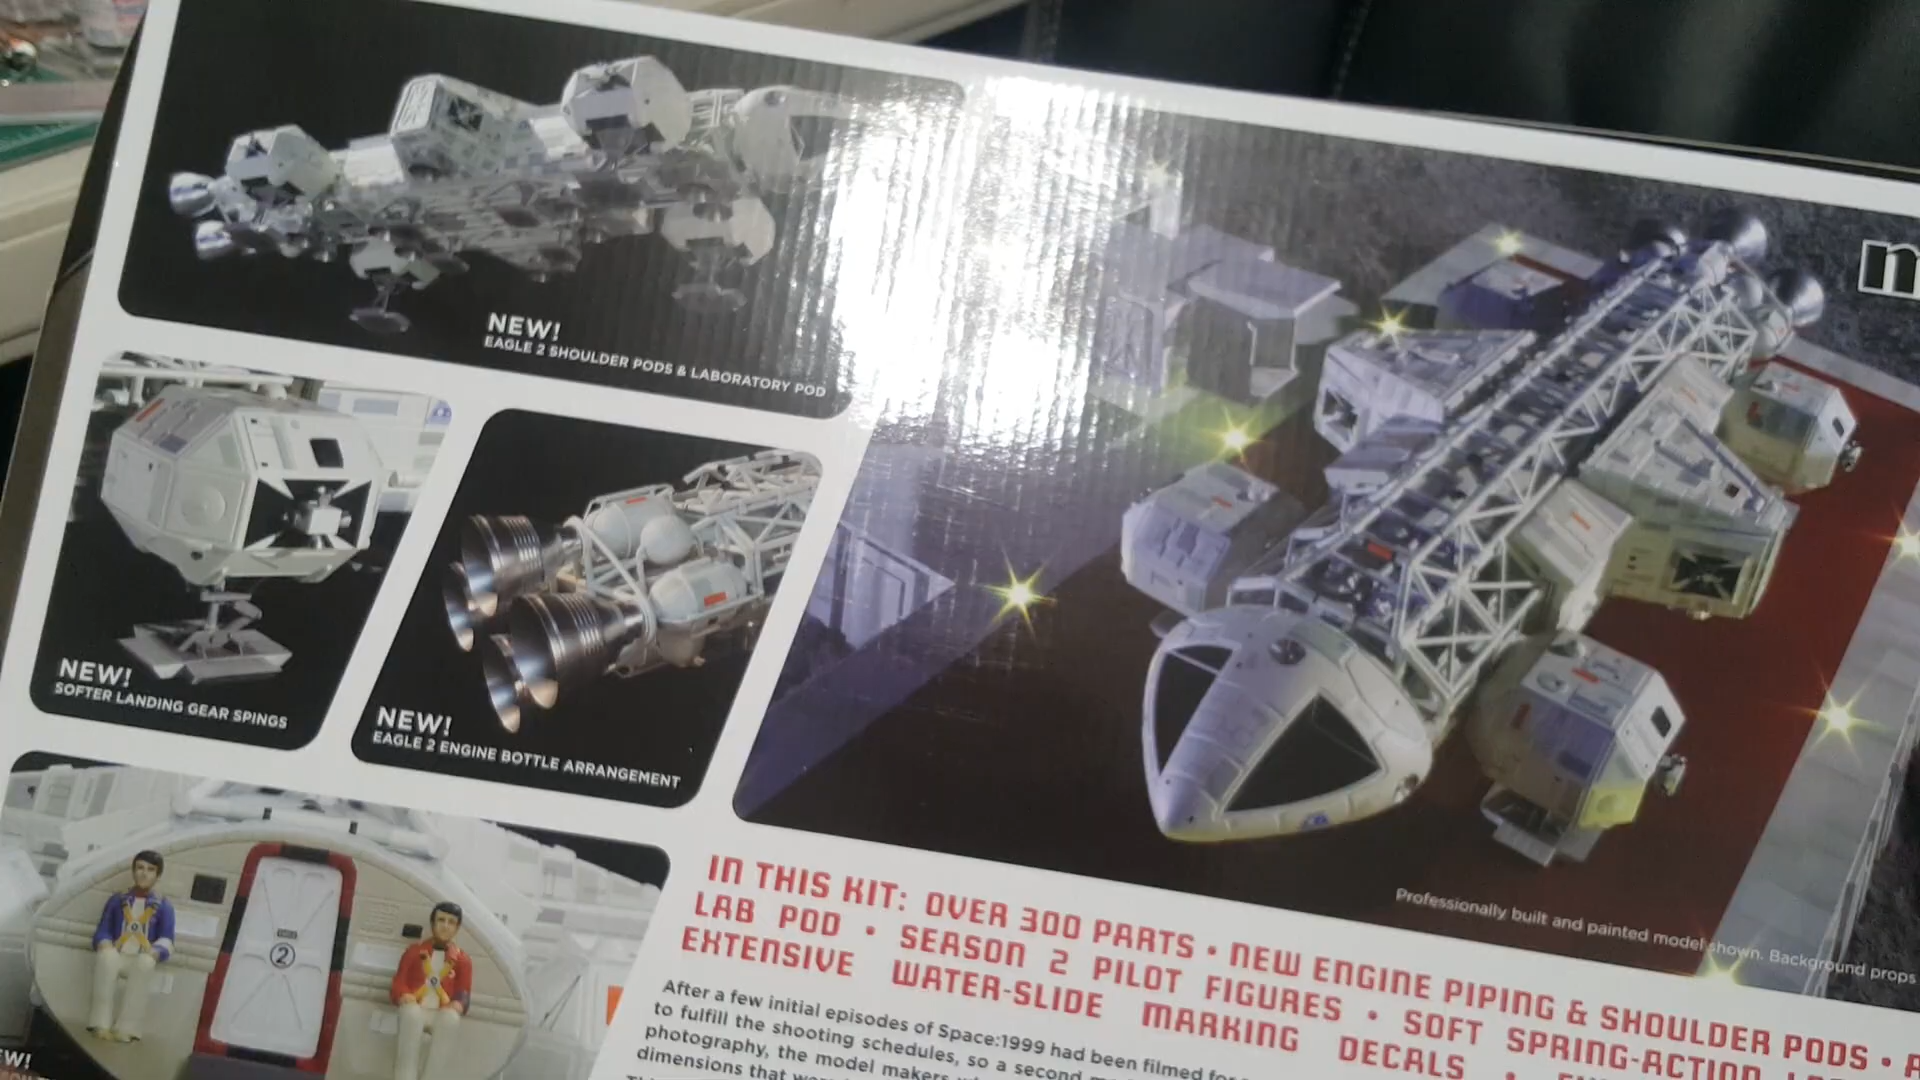 NEW!
EAGLE 2 SHOULDER PODS & LABORATORY POD
NEW!
SOFTER LANDING GEAR SPINGS
NEW!
EAGLE 2 ENGINE BOTTLE ARRANGEMENT
2
Professionally built and painted model shown. Background props
IN THIS KIT: OVER 300 PARTS • NEW ENGINE PIPING & SHOULDER PODS •
LAB POD • SEASON 2 PILOT FIGURES • SOFT SPRING-ACTION
EXTENSIVE WATER-SLIDE MARKING DECALS •
After a few initial episodes of Space:1999 had been filmed
to fulfill the shooting schedules, so a second
photography, the model makers
dimensions that